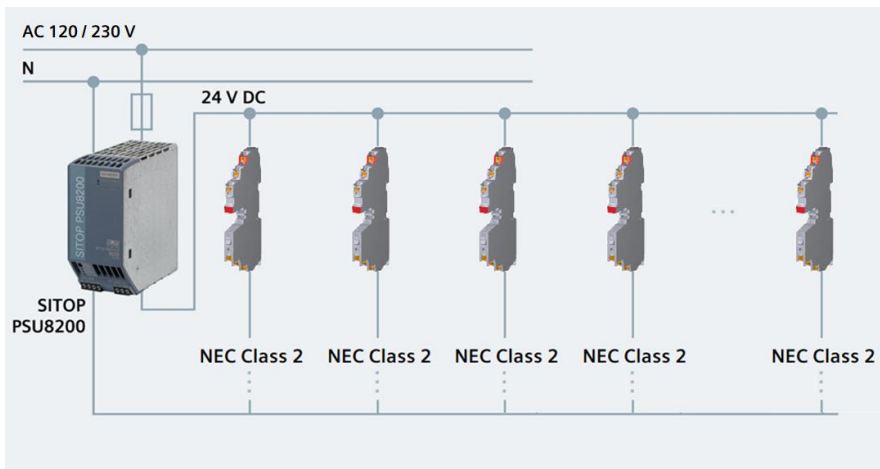 AC 120 / 230 V
N
24 V DC
SITOP PSU8200
SITOP
PSU8200
NEC Class 2
NEC Class 2
NEC Class 2
NEC Class 2
...
NEC Class 2